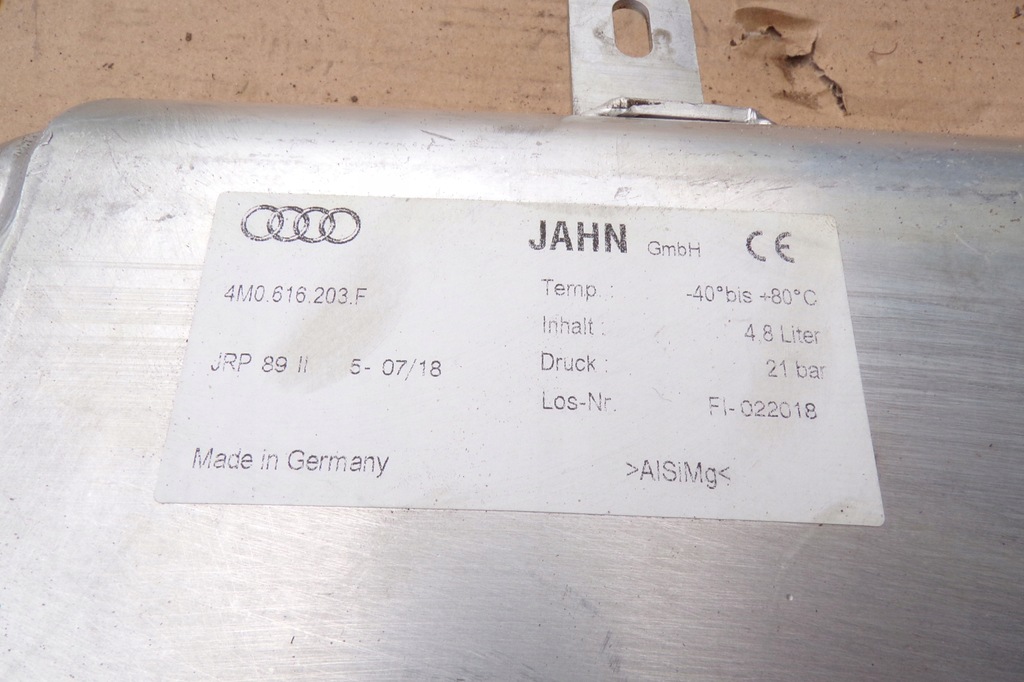 JAHN GmbH CE
4M0.616.203.F
Temp.: -40°bis +80°C
Inhalt: 4,8 Liter
JRP 89 II 5- 07/18
Druck: 21 bar
Los-Nr. FI-022018
Made in Germany
>AlSiMg<